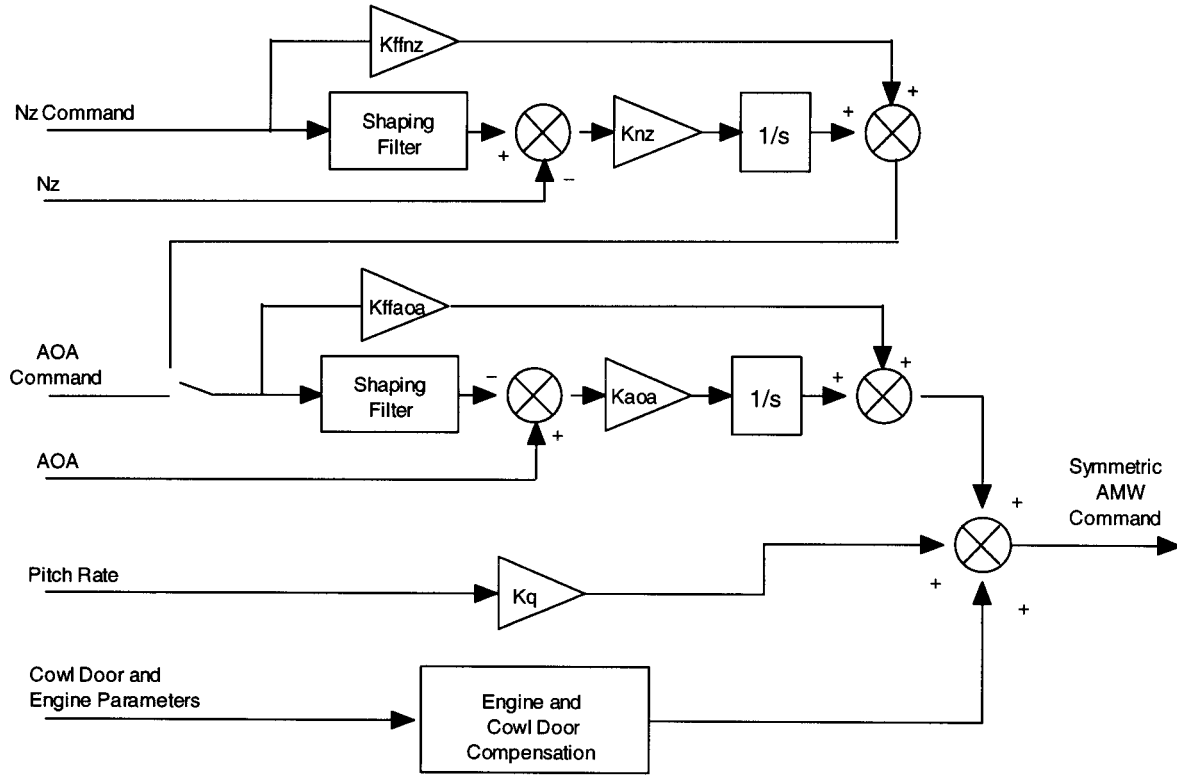 Kffnz
+
Nz Command
Shaping
Filter
+
Knz
1/s
+
Nz
−
Kffaoa
+
AOA
Command
Shaping
Filter
−
Kaoa
1/s
+
AOA
+
Symmetric
AMW
Command
+
Pitch Rate
Kq
+
+
Cowl Door and
Engine Parameters
Engine and
Cowl Door
Compensation